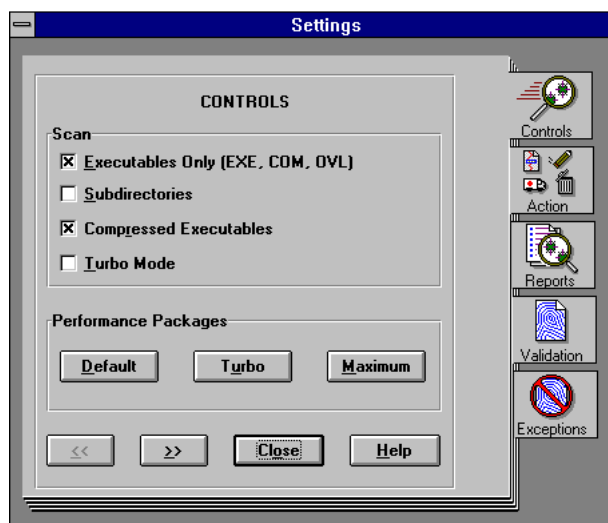 Settings
CONTROLS
Scan
Executables Only (EXE, COM, OVL)
Subdirectories
Compressed Executables
Turbo Mode
Performance Packages
Default
Turbo
Maximum
<<
>>
Close
Help
Controls
Action
Reports
Validation
Exceptions